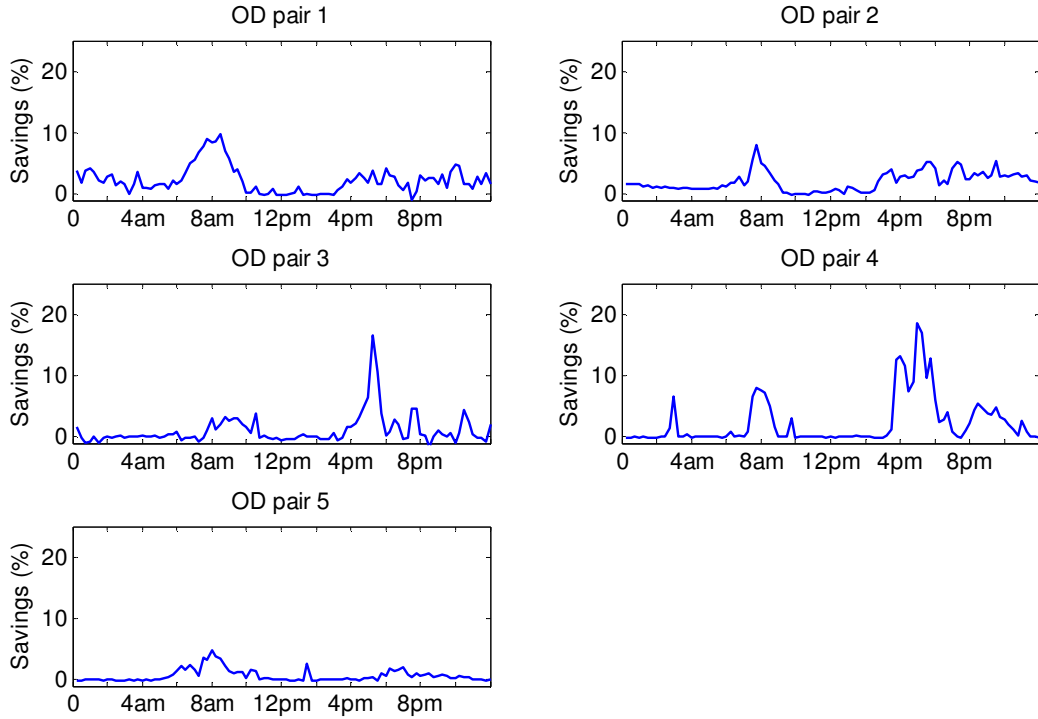 OD pair 1
Savings (%)
20
10
0
0 4am 8am 12pm 4pm 8pm
OD pair 2
Savings (%)
20
10
0
0 4am 8am 12pm 4pm 8pm
OD pair 3
Savings (%)
20
10
0
0 4am 8am 12pm 4pm 8pm
OD pair 4
Savings (%)
20
10
0
0 4am 8am 12pm 4pm 8pm
OD pair 5
Savings (%)
20
10
0
0 4am 8am 12pm 4pm 8pm